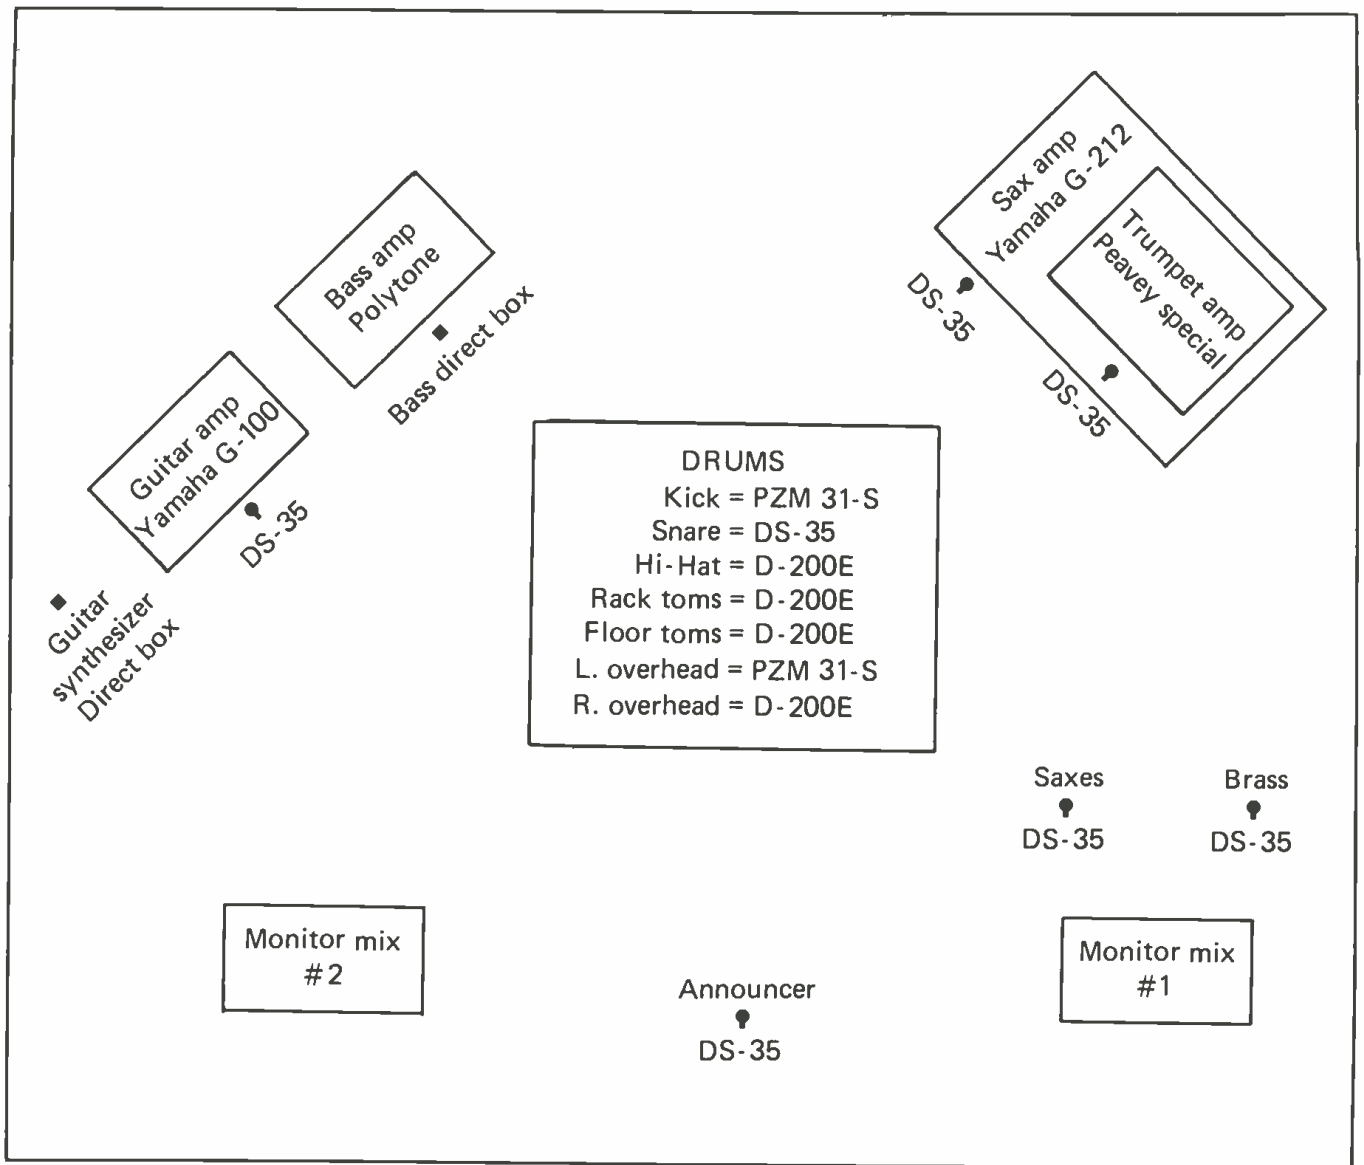 Sax amp
Yamaha G-212
Trumpet amp
Peavey special
DS-35
DS-35
Bass amp
Polytone
Bass direct box
Guitar amp
Yamaha G-100
DS-35
Guitar
synthesizer
Direct box
DRUMS
Kick = PZM 31-S
Snare = DS-35
Hi-Hat = D-200E
Rack toms = D-200E
Floor toms = D-200E
L. overhead = PZM 31-S
R. overhead = D-200E
Saxes
DS-35
Brass
DS-35
Monitor mix
#2
Announcer
DS-35
Monitor mix
#1